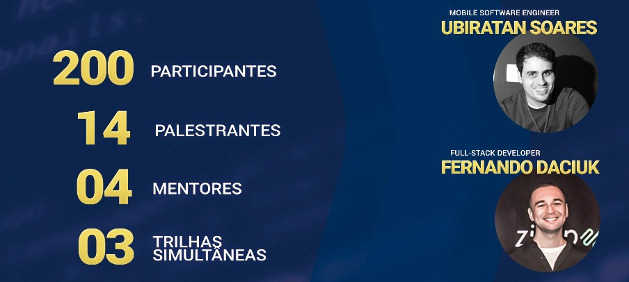 200 PARTICIPANTES
14 PALESTRANTES
04 MENTORES
03 TRILHAS
SIMULTÂNEAS
MOBILE SOFTWARE ENGINEER
UBIRATAN SOARES
FULL-STACK DEVELOPER
FERNANDO DACIUK